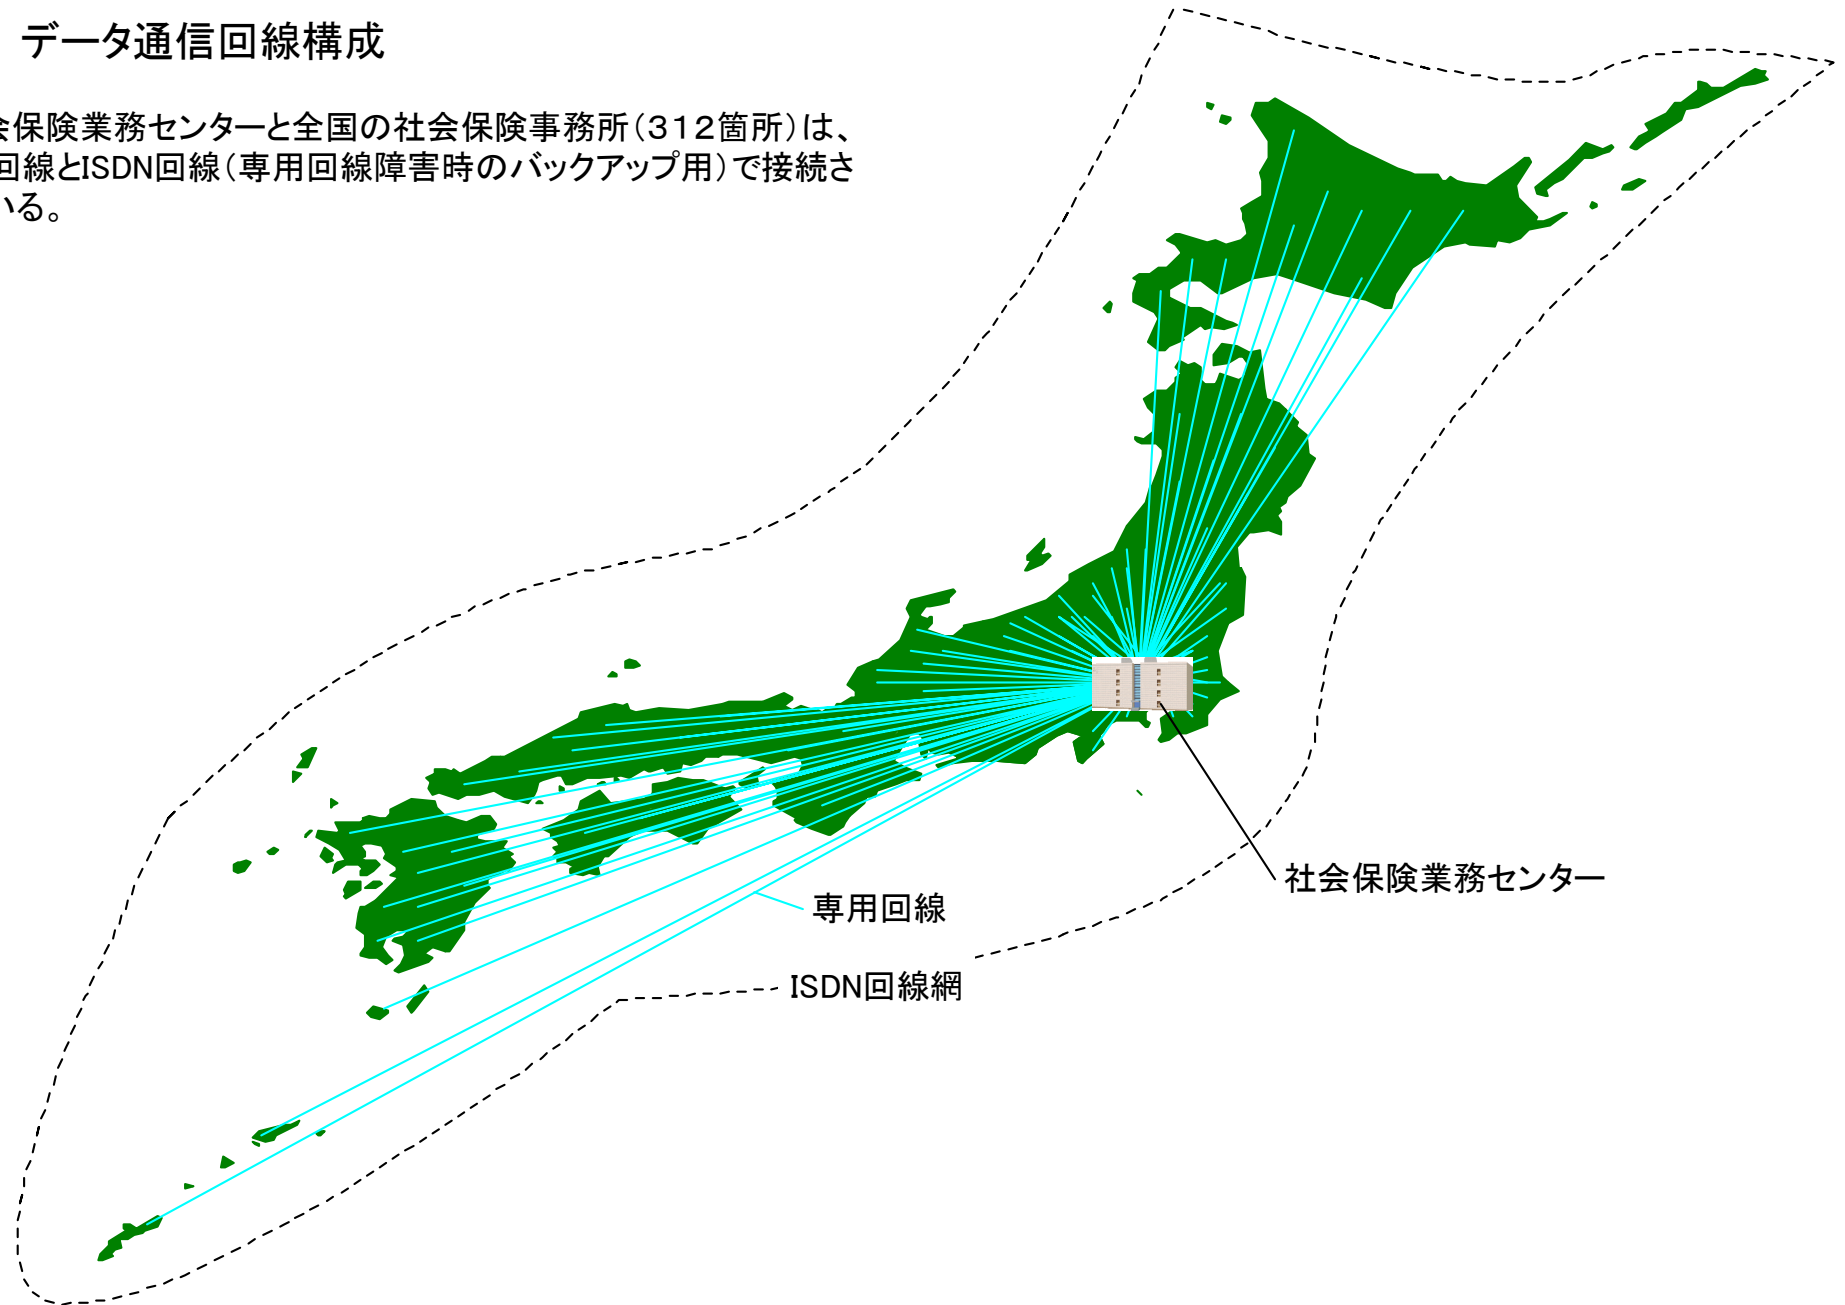 データ通信回線構成
会保険業務センターと全国の社会保険事務所（３１２箇所）は、
回線とISDN回線（専用回線障害時のバックアップ用）で接続さ
いる。
社会保険業務センター
専用回線
ISDN回線網